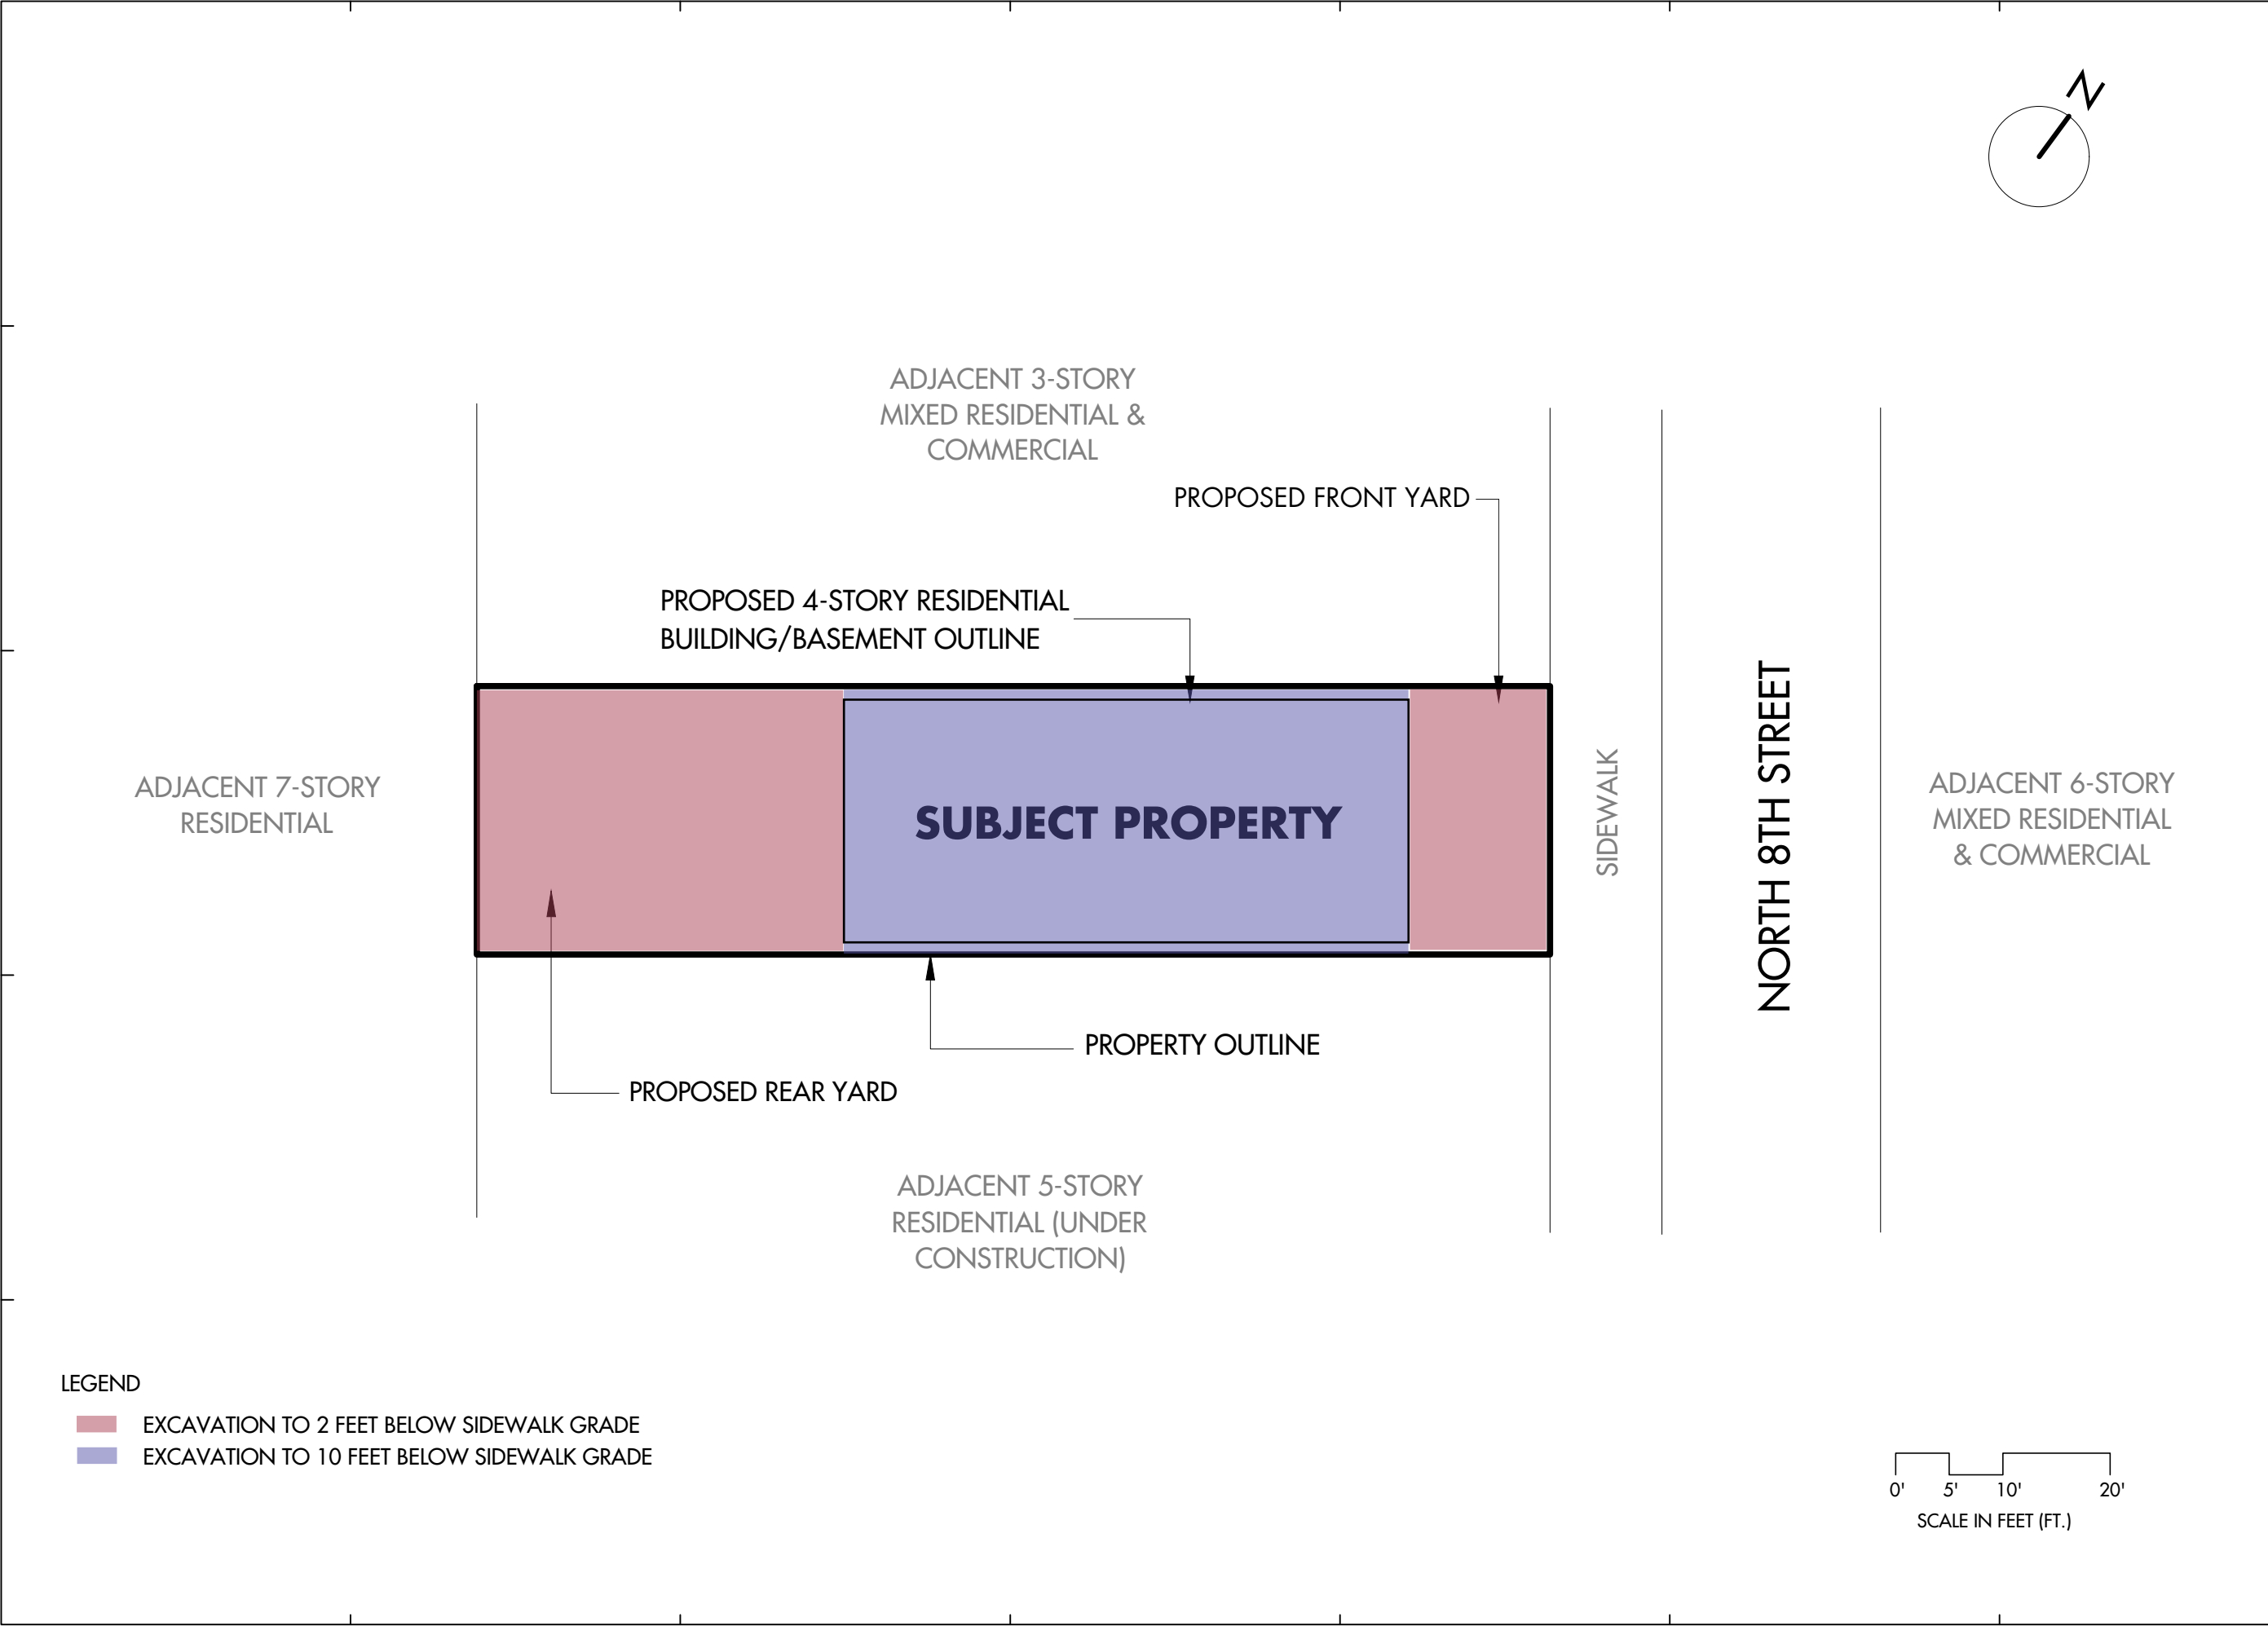 N
ADJACENT 3-STORY
MIXED RESIDENTIAL &
COMMERCIAL
PROPOSED FRONT YARD
PROPOSED 4-STORY RESIDENTIAL
BUILDING/BASEMENT OUTLINE
ADJACENT 7-STORY
RESIDENTIAL
SUBJECT PROPERTY
SIDEWALK
NORTH 8TH STREET
ADJACENT 6-STORY
MIXED RESIDENTIAL
& COMMERCIAL
PROPERTY OUTLINE
PROPOSED REAR YARD
ADJACENT 5-STORY
RESIDENTIAL (UNDER
CONSTRUCTION)
LEGEND
EXCAVATION TO 2 FEET BELOW SIDEWALK GRADE
EXCAVATION TO 10 FEET BELOW SIDEWALK GRADE
0' 5' 10' 20'
SCALE IN FEET (FT.)